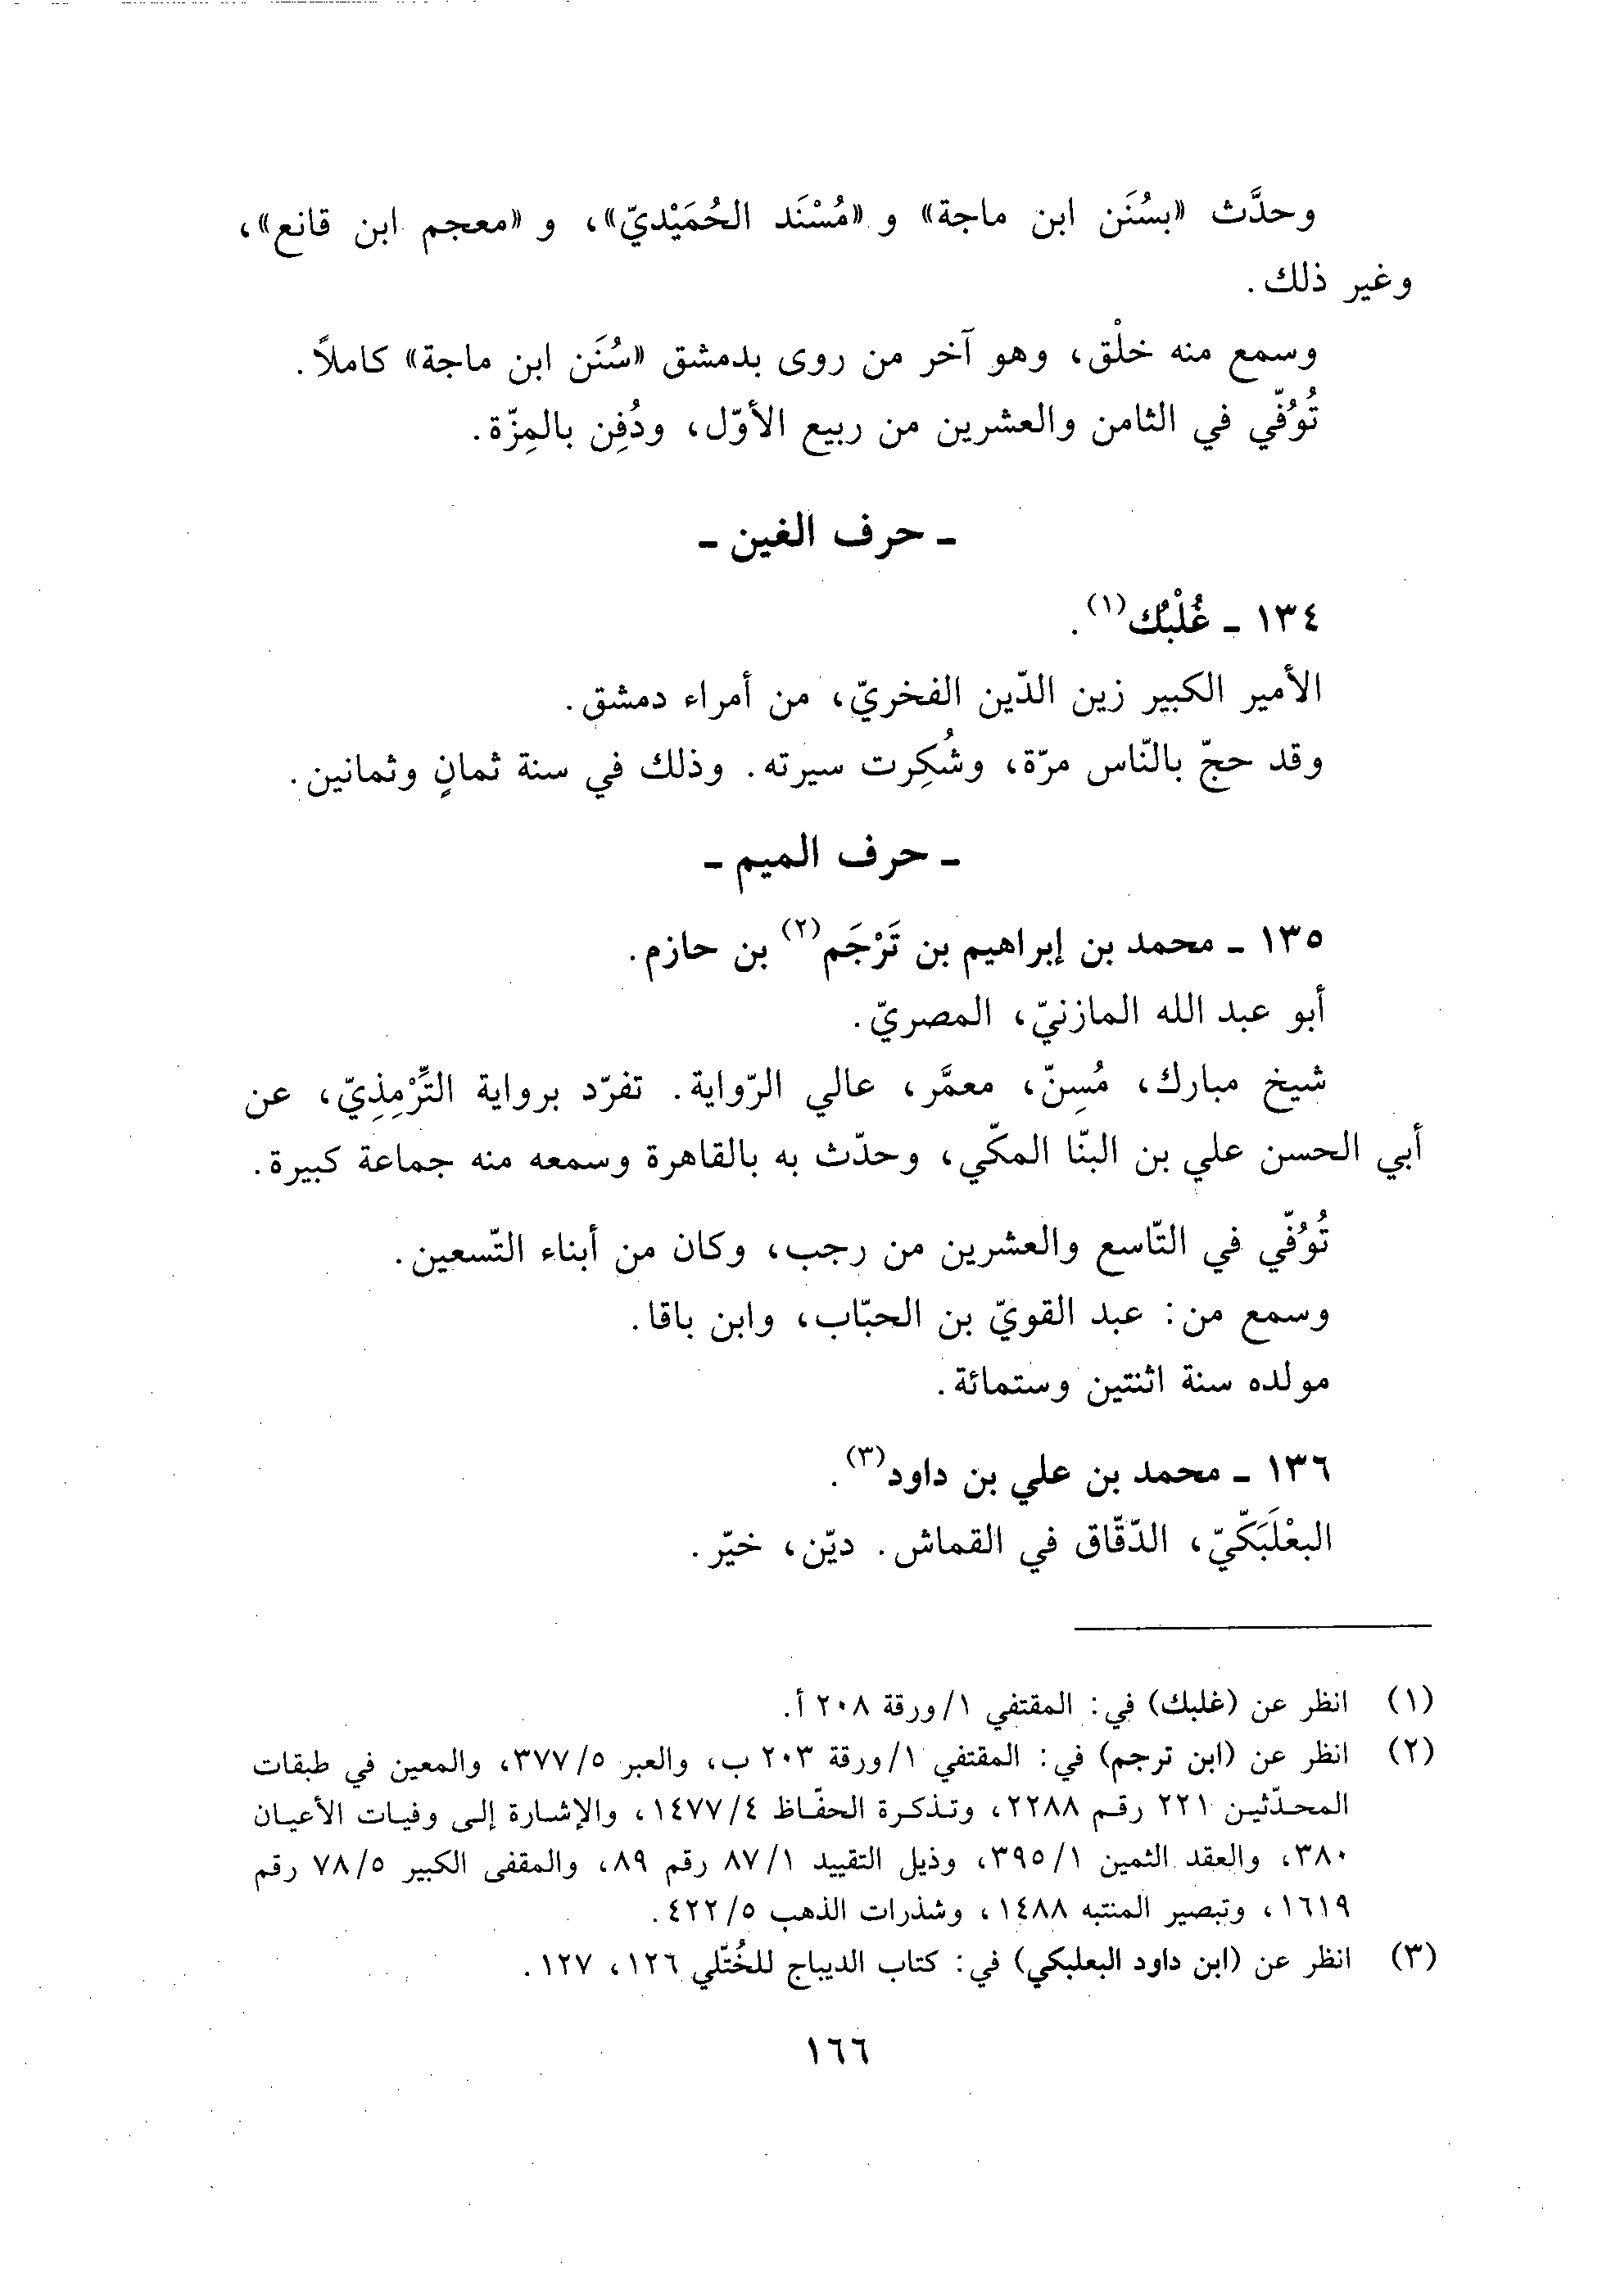 وحدَّث «بسُنَن ابن ماجة» و «مُسْنَد الحُمَيْديّ»، و «معجم ابن قانع»،
وغير ذلك.
وسمع منه خلْق، وهو آخر من روى بدمشق «سُنَن ابن ماجة» كاملاً.
تُوُفّي في الثامن والعشرين من ربيع الأوّل، ودُفِن بالمِزّة.
ـ حرف الغين ـ
١٣٤ ـ غُلْبُك(١).
الأمير الكبير زين الدّين الفخريّ، من أمراء دمشق.
وقد حجّ بالنّاس مرّة، وشُكِرت سيرته. وذلك في سنة ثمانٍ وثمانين.
ـ حرف الميم ـ
١٣٥ ـ محمد بن إبراهيم بن تَرْجَم(٢) بن حازم.
أبو عبد الله المازنيّ، المصريّ.
شيخ مبارك، مُسِنّ، معمَّر، عالي الرّواية. تفرّد برواية التِّرْمِذِيّ، عن
أبي الحسن علي بن البنّا المكّي، وحدّث به بالقاهرة وسمعه منه جماعة كبيرة.
تُوُفّي في التّاسع والعشرين من رجب، وكان من أبناء التّسعين.
وسمع من: عبد القويّ بن الحبّاب، وابن باقا.
مولده سنة اثنتين وستمائة.
١٣٦ ـ محمد بن علي بن داود(٣).
البعْلَبَكّيّ، الدّقّاق في القماش. ديّن، خيّر.
(١) انظر عن (غلبك) في: المقتفي ١/ورقة ٢٠٨ أ.
(٢) انظر عن (ابن ترجم) في: المقتفي ١/ورقة ٢٠٣ ب، والعبر ٣٧٧/٥، والمعين في طبقات
المحدّثين ٢٢١ رقم ٢٢٨٨، وتذكرة الحفّاظ ١٤٧٧/٤، والإشارة إلى وفيات الأعيان
٣٨٠، والعقد الثمين ٣٩٥/١، وذيل التقييد ٨٧/١ رقم ٨٩، والمقفى الكبير ٧٨/٥ رقم
١٦١٩، وتبصير المنتبه ١٤٨٨، وشذرات الذهب ٤٢٢/٥.
(٣) انظر عن (ابن داود البعلبكي) في: كتاب الديباج للخُتّلي ١٢٦، ١٢٧.
١٦٦